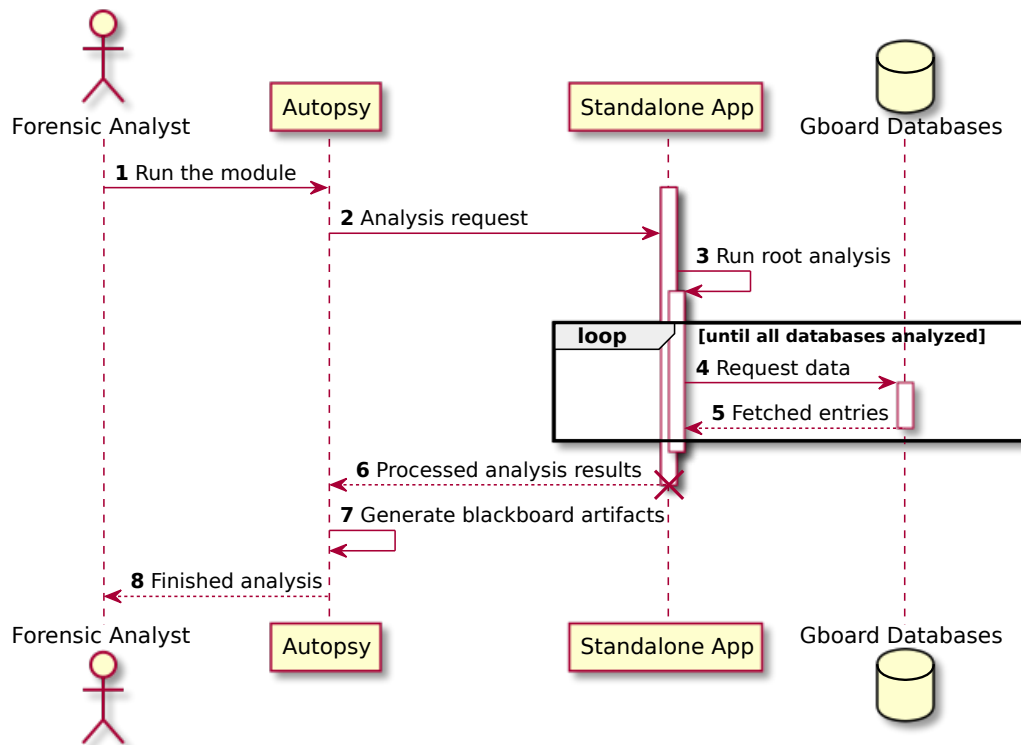 Forensic Analyst
Autopsy
Standalone App
Gboard Databases
1 Run the module
2 Analysis request
3 Run root analysis
loop
[until all databases analyzed]
4 Request data
5 Fetched entries
6 Processed analysis results
7 Generate blackboard artifacts
8 Finished analysis
Forensic Analyst
Autopsy
Standalone App
Gboard Databases